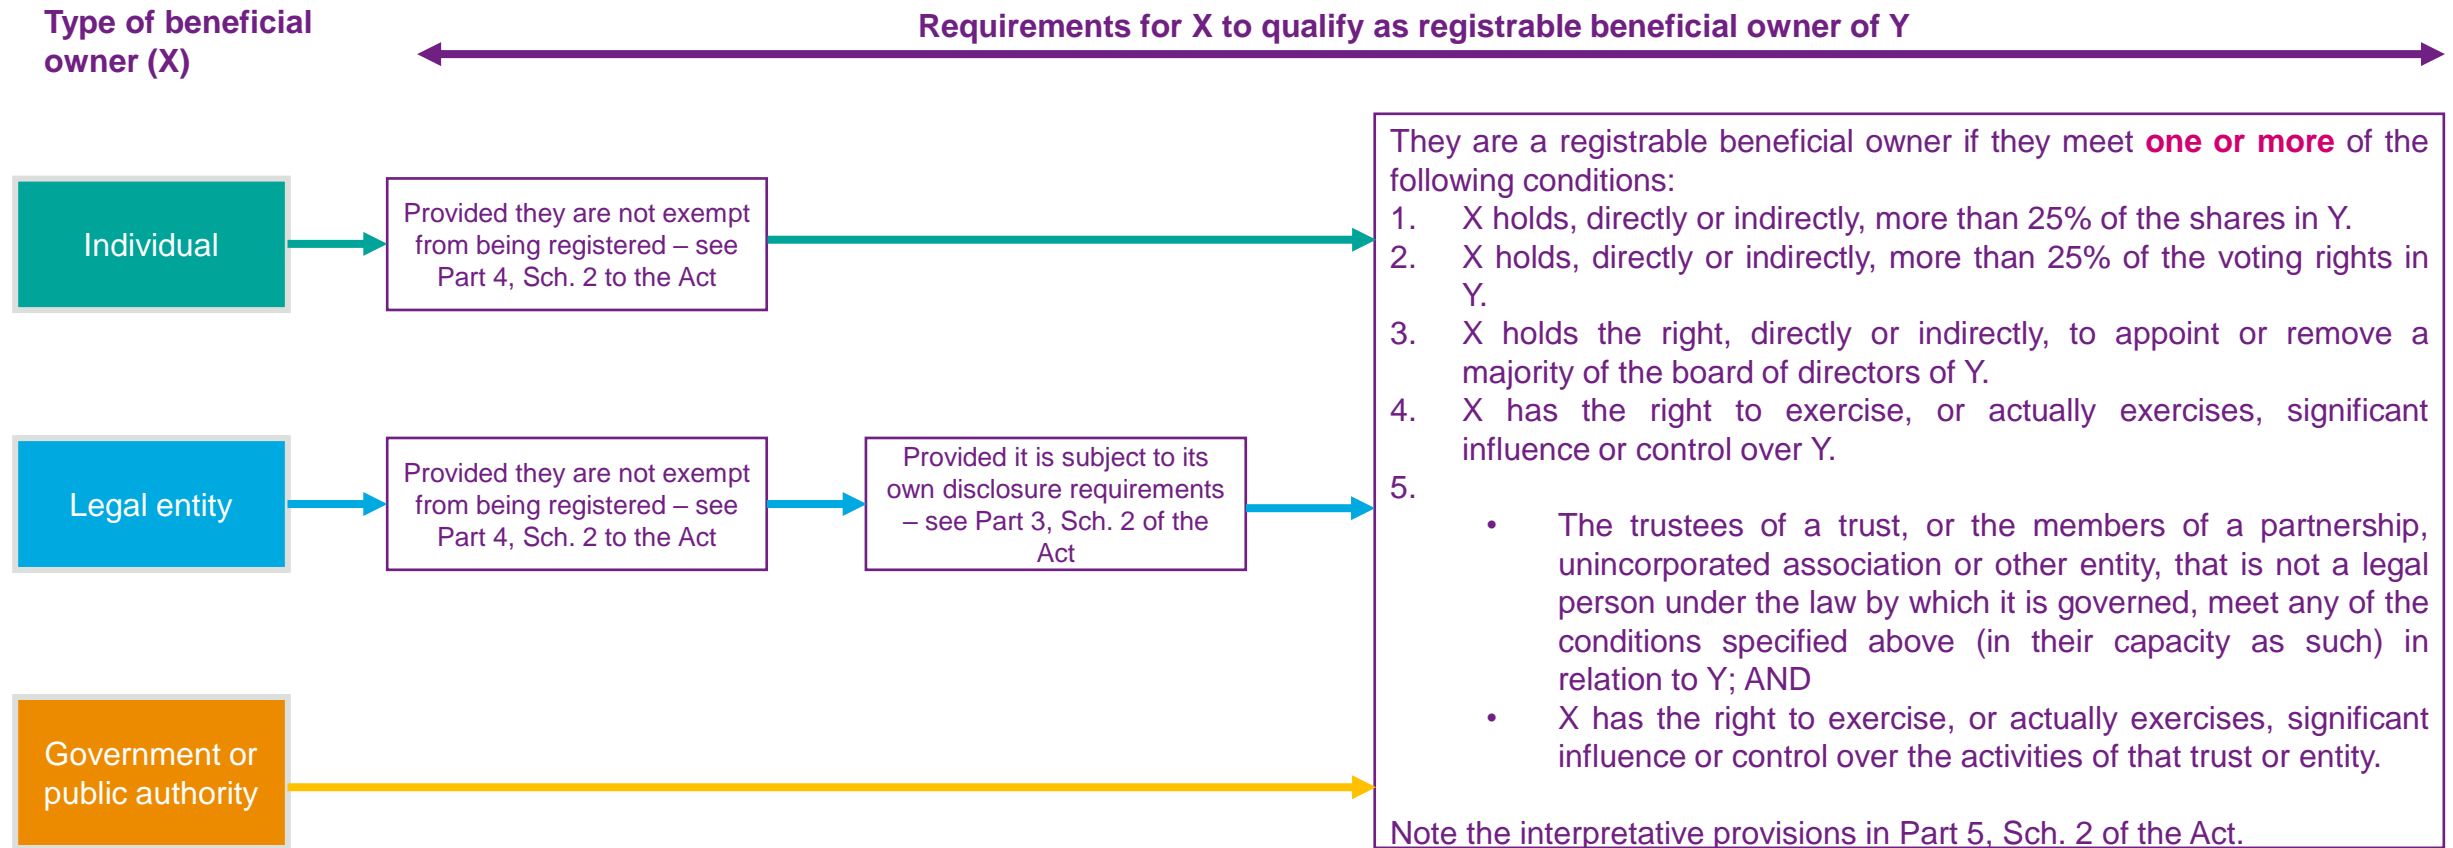 Type of beneficial
owner (X)
Requirements for X to qualify as registrable beneficial owner of Y
Individual
Provided they are not exempt
from being registered – see
Part 4, Sch. 2 to the Act
Legal entity
Provided they are not exempt
from being registered – see
Part 4, Sch. 2 to the Act
Provided it is subject to its
own disclosure requirements
– see Part 3, Sch. 2 of the
Act
Government or
public authority
They are a registrable beneficial owner if they meet one or more of the
following conditions:
1. X holds, directly or indirectly, more than 25% of the shares in Y.
2. X holds, directly or indirectly, more than 25% of the voting rights in
Y.
3. X holds the right, directly or indirectly, to appoint or remove a
majority of the board of directors of Y.
4. X has the right to exercise, or actually exercises, significant
influence or control over Y.
5.
• The trustees of a trust, or the members of a partnership,
unincorporated association or other entity, that is not a legal
person under the law by which it is governed, meet any of the
conditions specified above (in their capacity as such) in
relation to Y; AND
• X has the right to exercise, or actually exercises, significant
influence or control over the activities of that trust or entity.
Note the interpretative provisions in Part 5, Sch. 2 of the Act.